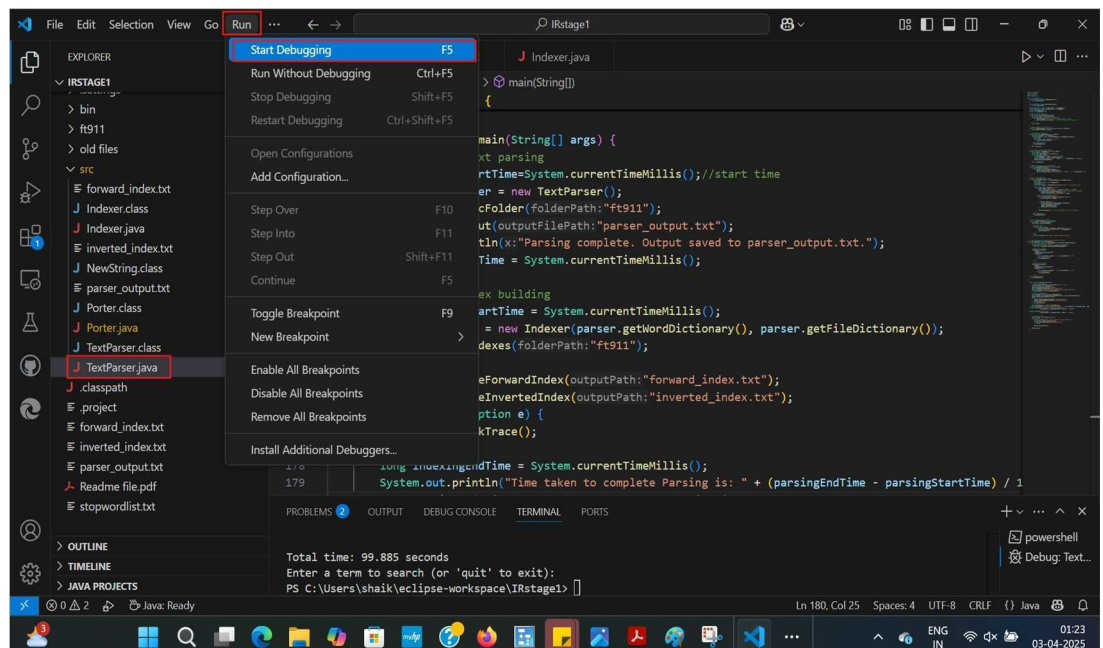 File Edit Selection View Go Run ... IRstage1
EXPLORER
IRSTAGE1
bin
ft911
old files
src
forward_index.txt
Indexer.class
Indexer.java
inverted_index.txt
NewString.class
parser_output.txt
Porter.class
Porter.java
TextParser.class
TextParser.java
.classpath
.project
forward_index.txt
inverted_index.txt
parser_output.txt
Readme file.pdf
stopwordlist.txt
OUTLINE
TIMELINE
JAVA PROJECTS
1
Start Debugging F5
Run Without Debugging Ctrl+F5
Stop Debugging Shift+F5
Restart Debugging Ctrl+Shift+F5
Open Configurations
Add Configuration...
Step Over F10
Step Into F11
Step Out Shift+F11
Continue F5
Toggle Breakpoint F9
New Breakpoint
Enable All Breakpoints
Disable All Breakpoints
Remove All Breakpoints
Install Additional Debuggers...
Indexer.java
> main(String[])
{
main(String[] args) {
xt parsing
rtTime=System.currentTimeMillis();//start time
er = new TextParser();
cFolder(folderPath:"ft911");
ut(outputFilePath:"parser_output.txt");
tln(x:"Parsing complete. Output saved to parser_output.txt.");
Time = System.currentTimeMillis();
ex building
artTime = System.currentTimeMillis();
= new Indexer(parser.getWordDictionary(), parser.getFileDictionary());
dexes(folderPath:"ft911");
eForwardIndex(outputPath:"forward_index.txt");
eInvertedIndex(outputPath:"inverted_index.txt");
ption e) {
kTrace();
178 long indexingEndTime = System.currentTimeMillis();
179 System.out.println("Time taken to complete Parsing is: " + (parsingEndTime - parsingStartTime) / 1
PROBLEMS 2 OUTPUT DEBUG CONSOLE TERMINAL PORTS
powershell
Debug: Text...
Total time: 99.885 seconds
Enter a term to search (or 'quit' to exit):
PS C:\Users\shaik\eclipse-workspace\IRstage1>
0 2 Java: Ready Ln 180, Col 25 Spaces: 4 UTF-8 CRLF {} Java
ENG
IN
01:23
03-04-2025